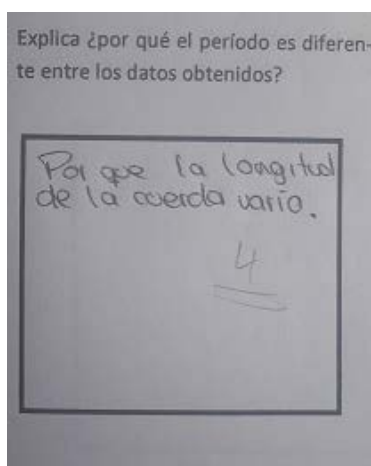 Explica ¿por qué el período es diferen-
te entre los datos obtenidos?
Por que la longitud
de la cuerda vario.
4